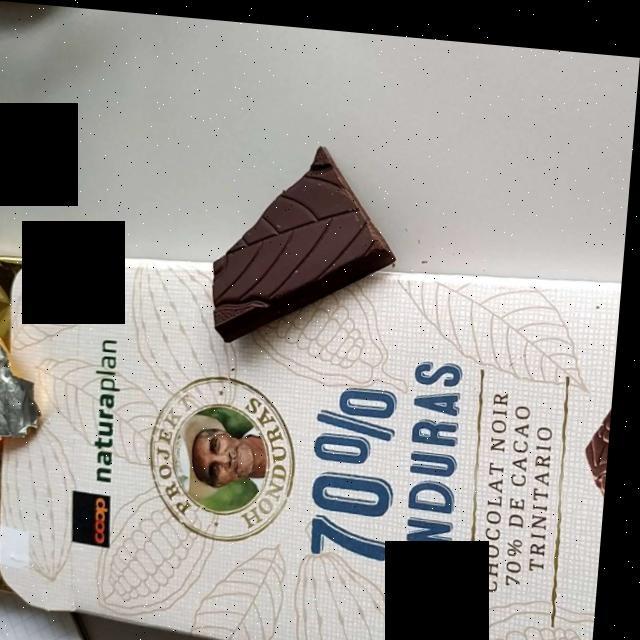 coop
naturaplan
PROJEKT
HONDURAS
70%
NDURAS
CHOCOLAT NOIR
70% DE CACAO
TRINITARIO